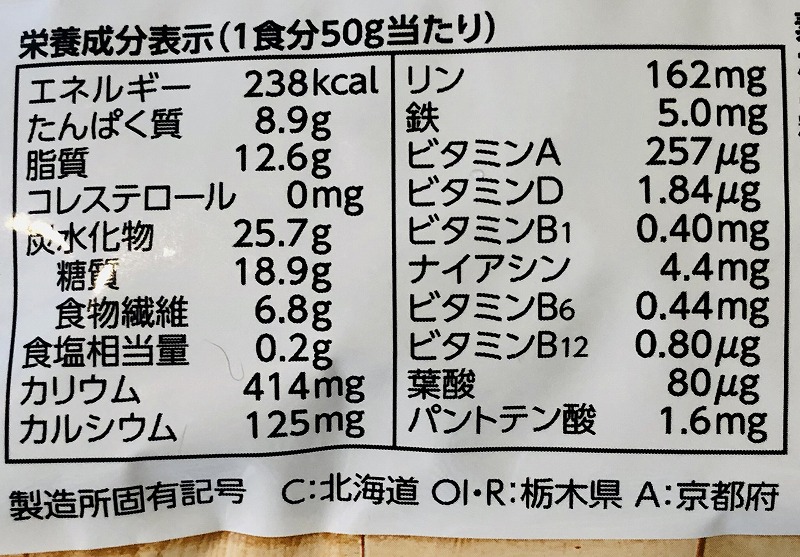 栄養成分表示(1食分50g当たり)
エネルギー 238kcal
たんぱく質 8.9g
脂質 12.6g
コレステロール 0mg
炭水化物 25.7g
糖質 18.9g
食物繊維 6.8g
食塩相当量 0.2g
カリウム 414mg
カルシウム 125mg
リン 162mg
鉄 5.0mg
ビタミンA 257μg
ビタミンD 1.84μg
ビタミンB1 0.40mg
ナイアシン 4.4mg
ビタミンB6 0.44mg
ビタミンB12 0.80μg
葉酸 80μg
パントテン酸 1.6mg
製造所固有記号 C:北海道 OI・R:栃木県 A:京都府